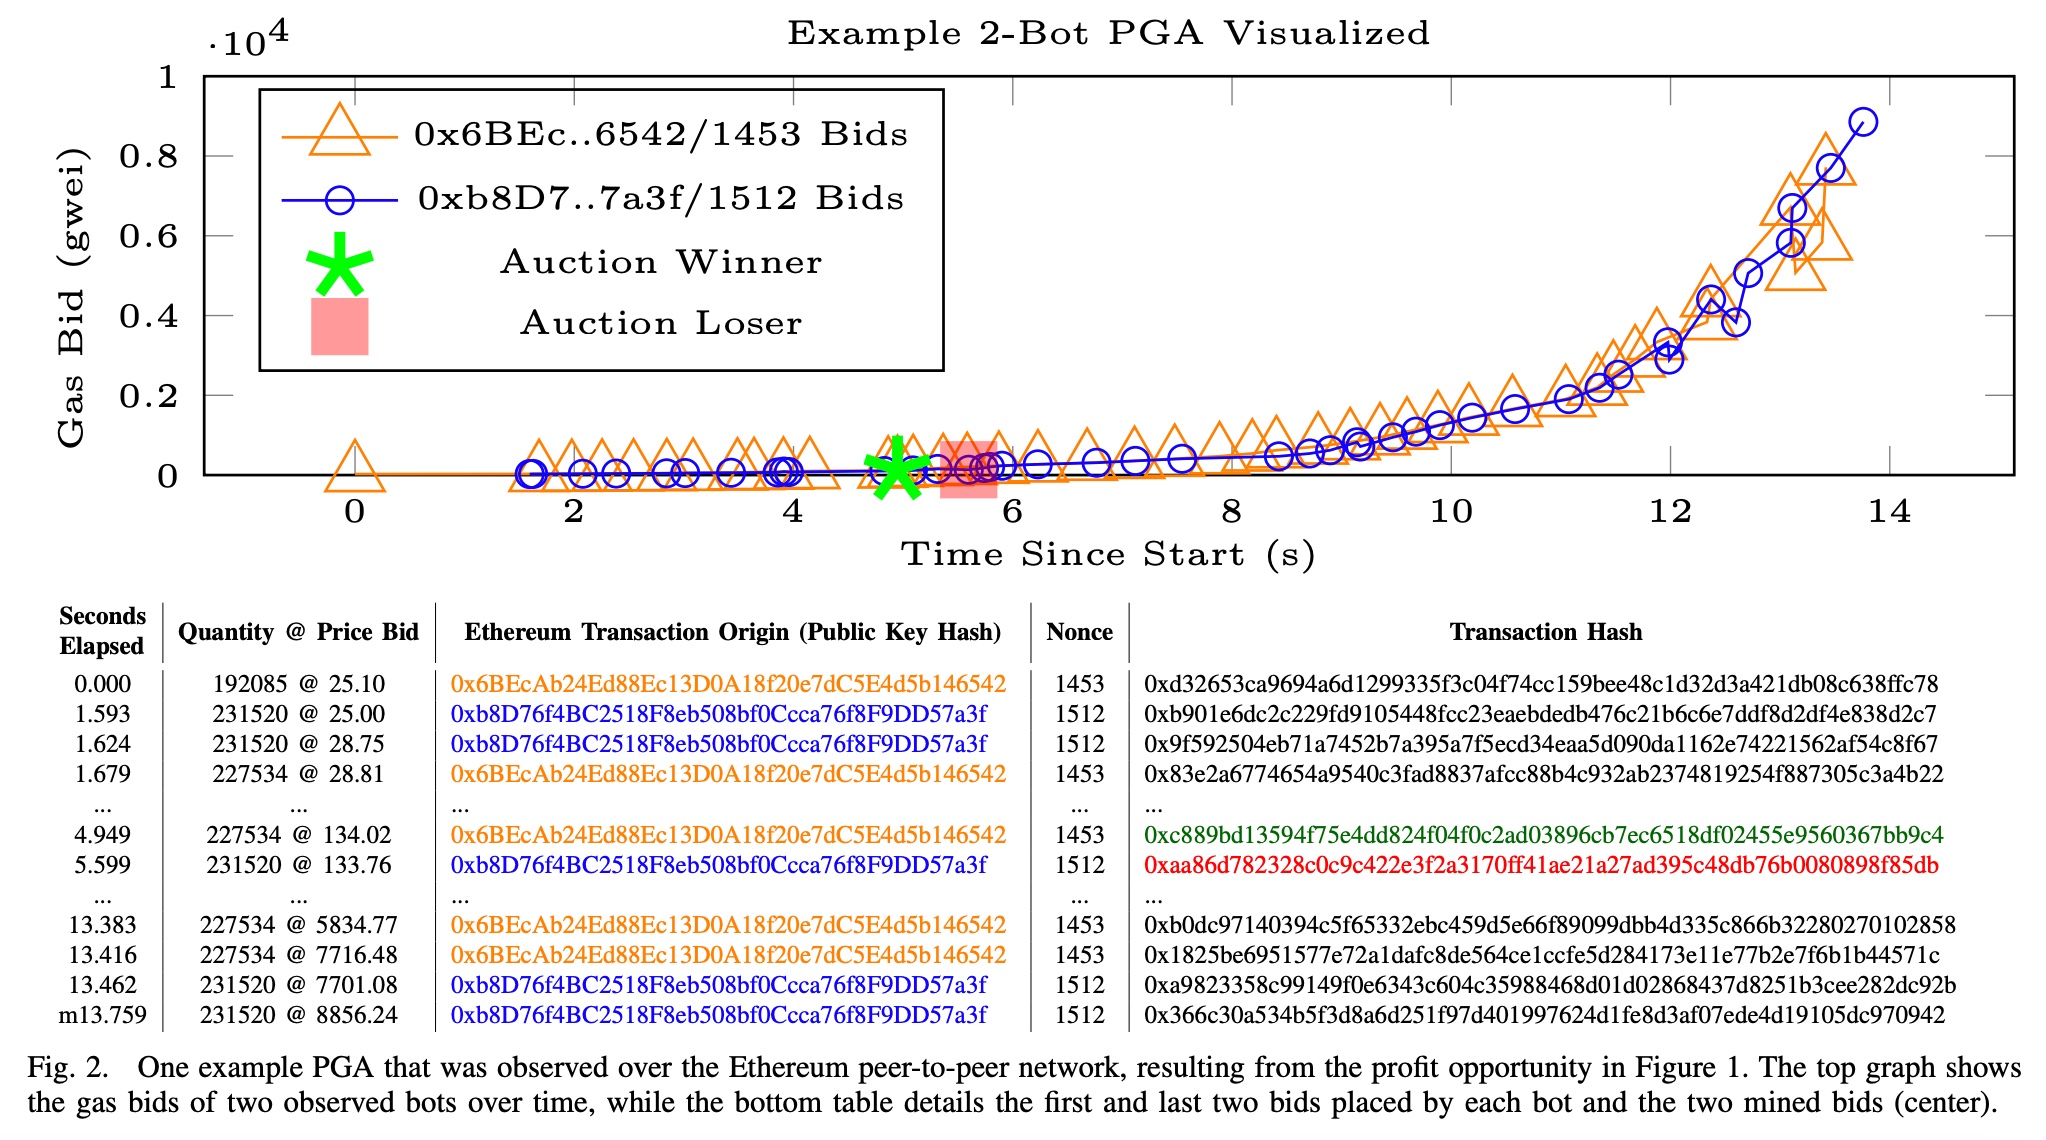 Example 2-Bot PGA Visualized
·10⁴
1
0.8
0.6
0.4
0.2
0
Gas Bid (gwei)
0x6BEc..6542/1453 Bids
0xb8D7..7a3f/1512 Bids
Auction Winner
Auction Loser
0 2 4 6 8 10 12 14
Time Since Start (s)
Seconds Elapsed Quantity @ Price Bid Ethereum Transaction Origin (Public Key Hash) Nonce Transaction Hash
0.000 192085 @ 25.10 0x6BEcAb24Ed88Ec13D0A18f20e7dC5E4d5b146542 1453 0xd32653ca9694a6d1299335f3c04f74cc159bee48c1d32d3a421db08c638ffc78
1.593 231520 @ 25.00 0xb8D76f4BC2518F8eb508bf0Ccca76f8F9DD57a3f 1512 0xb901e6dc2c229fd9105448fcc23eaebdedb476c21b6c6e7ddf8d2df4e838d2c7
1.624 231520 @ 28.75 0xb8D76f4BC2518F8eb508bf0Ccca76f8F9DD57a3f 1512 0x9f592504eb71a7452b7a395a7f5ecd34eaa5d090da1162e74221562af54c8f67
1.679 227534 @ 28.81 0x6BEcAb24Ed88Ec13D0A18f20e7dC5E4d5b146542 1453 0x83e2a6774654a9540c3fad8837afcc88b4c932ab2374819254f887305c3a4b22
... ... ... ... ...
4.949 227534 @ 134.02 0x6BEcAb24Ed88Ec13D0A18f20e7dC5E4d5b146542 1453 0xc889bd13594f75e4dd824f04f0c2ad03896cb7ec6518df02455e9560367bb9c4
5.599 231520 @ 133.76 0xb8D76f4BC2518F8eb508bf0Ccca76f8F9DD57a3f 1512 0xaa86d782328c0c9c422e3f2a3170ff41ae21a27ad395c48db76b0080898f85db
... ... ... ... ...
13.383 227534 @ 5834.77 0x6BEcAb24Ed88Ec13D0A18f20e7dC5E4d5b146542 1453 0xb0dc97140394c5f65332ebc459d5e66f89099dbb4d335c866b32280270102858
13.416 227534 @ 7716.48 0x6BEcAb24Ed88Ec13D0A18f20e7dC5E4d5b146542 1453 0x1825be6951577e72a1dafc8de564ce1ccfe5d284173e11e77b2e7f6b1b44571c
13.462 231520 @ 7701.08 0xb8D76f4BC2518F8eb508bf0Ccca76f8F9DD57a3f 1512 0xa9823358c99149f0e6343c604c35988468d01d02868437d8251b3cee282dc92b
m13.759 231520 @ 8856.24 0xb8D76f4BC2518F8eb508bf0Ccca76f8F9DD57a3f 1512 0x366c30a534b5f3d8a6d251f97d401997624d1fe8d3af07ede4d19105dc970942
Fig. 2. One example PGA that was observed over the Ethereum peer-to-peer network, resulting from the profit opportunity in Figure 1. The top graph shows
the gas bids of two observed bots over time, while the bottom table details the first and last two bids placed by each bot and the two mined bids (center).